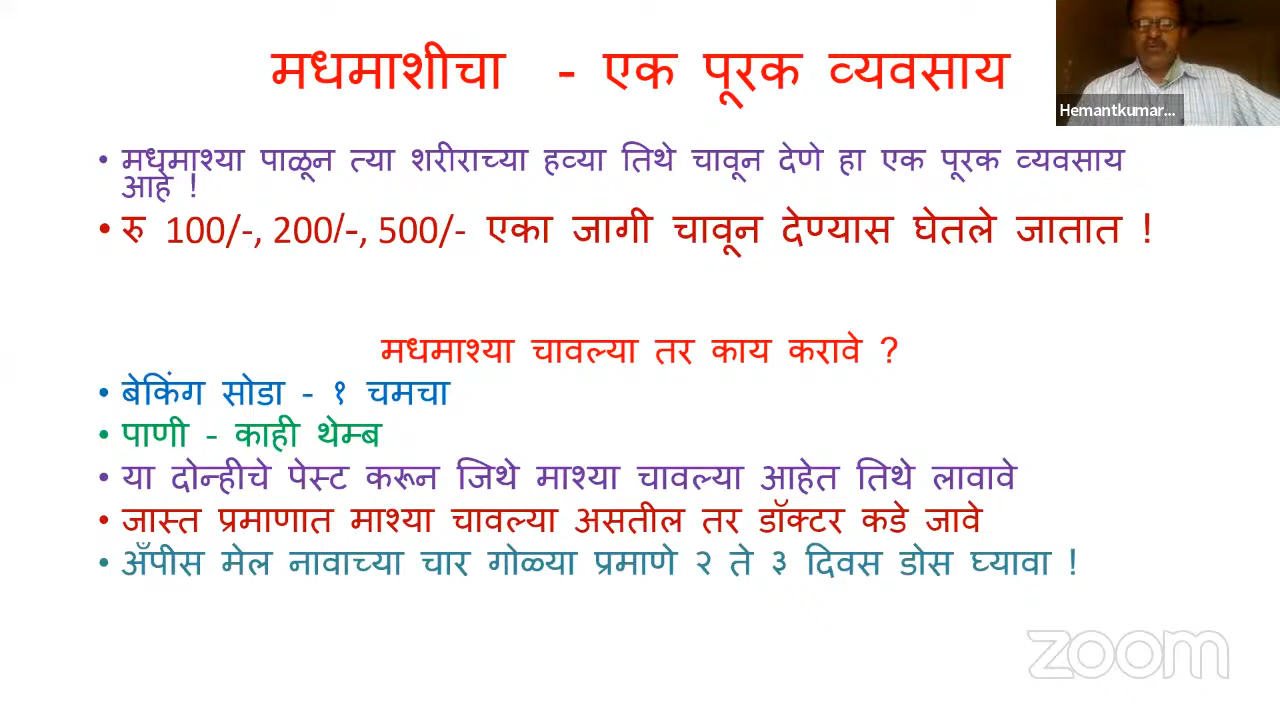 मधमाशीचा - एक पूरक व्यवसाय
Hemantkumar...
• मधमाश्या पाळून त्या शरीराच्या हव्या तिथे चावून देणे हा एक पूरक व्यवसाय
आहे !
• रु 100/-, 200/-, 500/- एका जागी चावून देण्यास घेतले जातात !
मधमाश्या चावल्या तर काय करावे ?
• बेकिंग सोडा - १ चमचा
• पाणी - काही थेम्ब
• या दोन्हीचे पेस्ट करून जिथे माश्या चावल्या आहेत तिथे लावावे
• जास्त प्रमाणात माश्या चावल्या असतील तर डॉक्टर कडे जावे
• अँपीस मेल नावाच्या चार गोळ्या प्रमाणे २ ते ३ दिवस डोस घ्यावा !
zoom